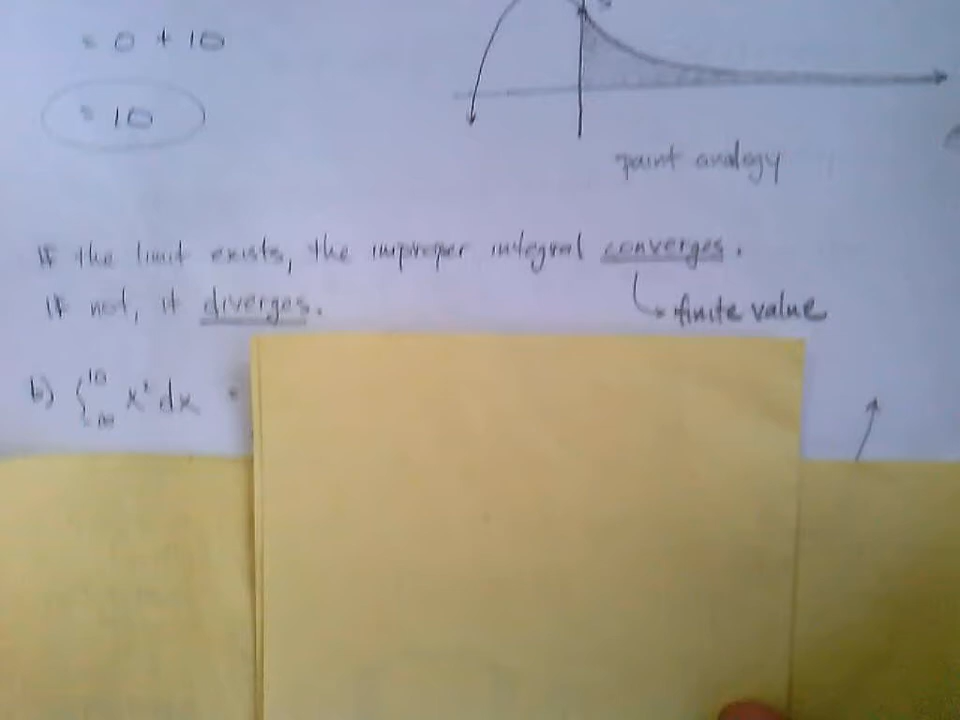 = 0 + 10
= 10
paint analogy
If the limit exists, the improper integral converges.
If not, it diverges.
finite value
b) ∫ x² dx =